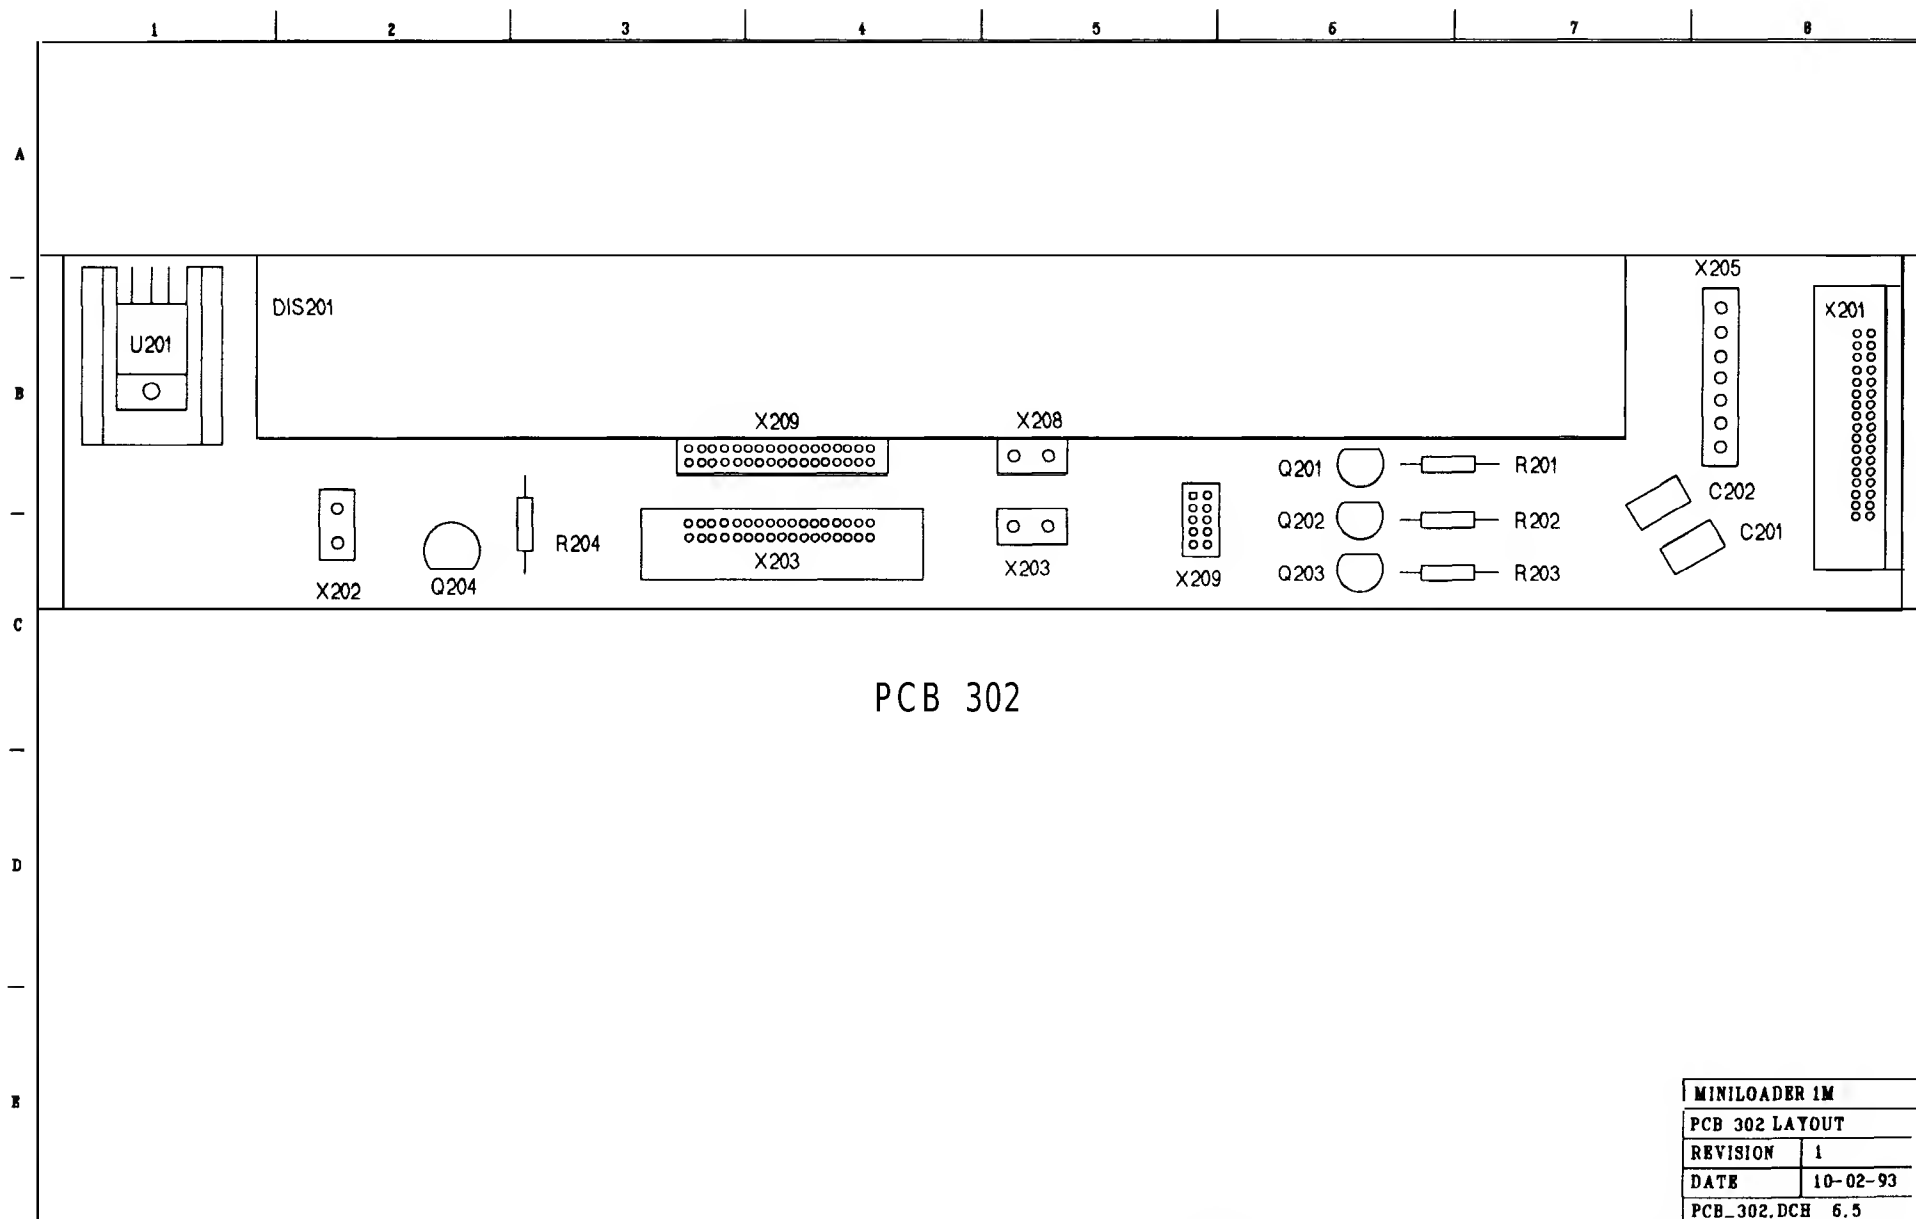 1 2 3 4 5 6 7 8
A
X205
DIS201
X201
U201
B
X209 X208
Q201 R201
C202
Q202 R202
C201
R204
X203 X203 X209 Q203 R203
X202 Q204
C
PCB 302
D
E
MINILOADER 1M
PCB 302 LAYOUT
REVISION 1
DATE 10-02-93
PCB_302.DCH 6.5